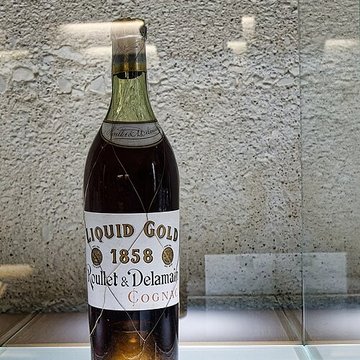 LIQUID GOLD
1858
Roullet & Delamain
COGNAC